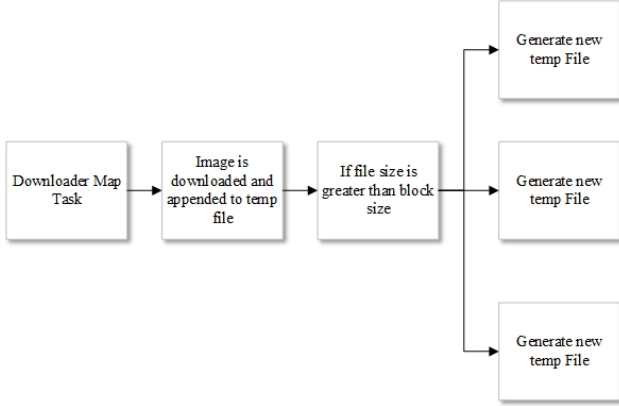 Generate new
temp File
Downloader Map
Task
Image is
downloaded and
appended to temp
file
If file size is
greater than block
size
Generate new
temp File
Generate new
temp File